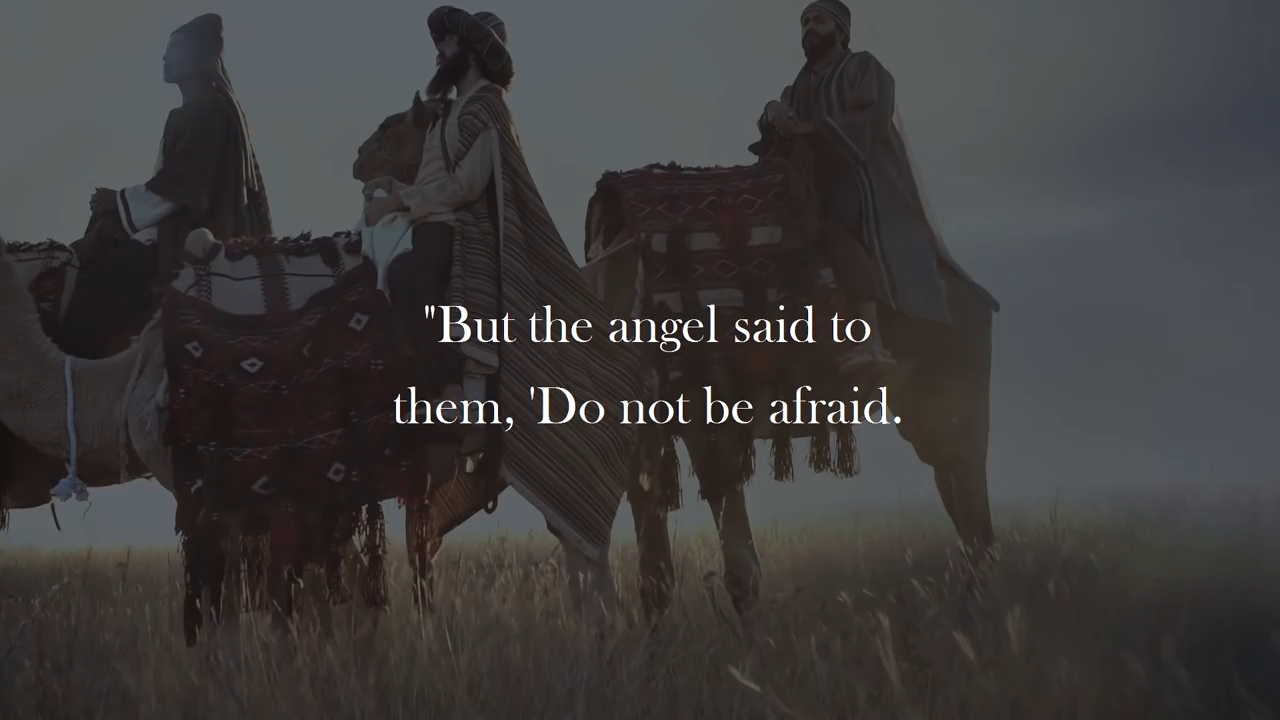 "But the angel said to
them, 'Do not be afraid.